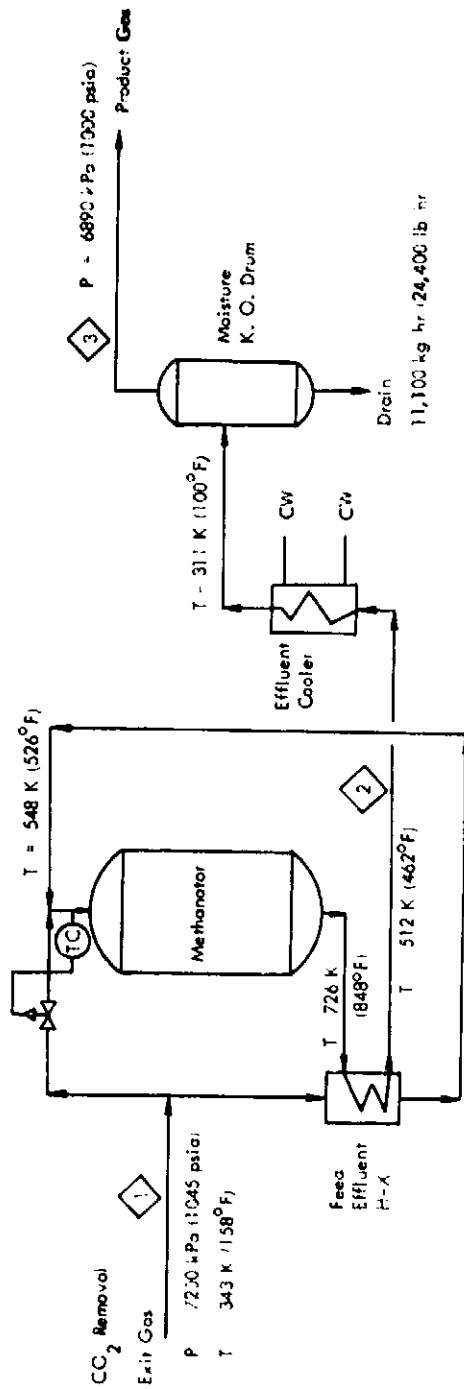 CO2 Removal
Exit Gas
1
P 7200 kPa (1045 psia)
T 343 K (158°F)
TC
T = 548 K (526°F)
Methanator
T 726 K
(848°F)
Feed
Effluent
H-X
2
T 512 K (462°F)
Effluent
Cooler
CW
CW
T - 311 K (100°F)
Moisture
K. O. Drum
Drain
11,100 kg hr (24,400 lb hr
3
P - 6890 kPa (1000 psia)
Product Gas